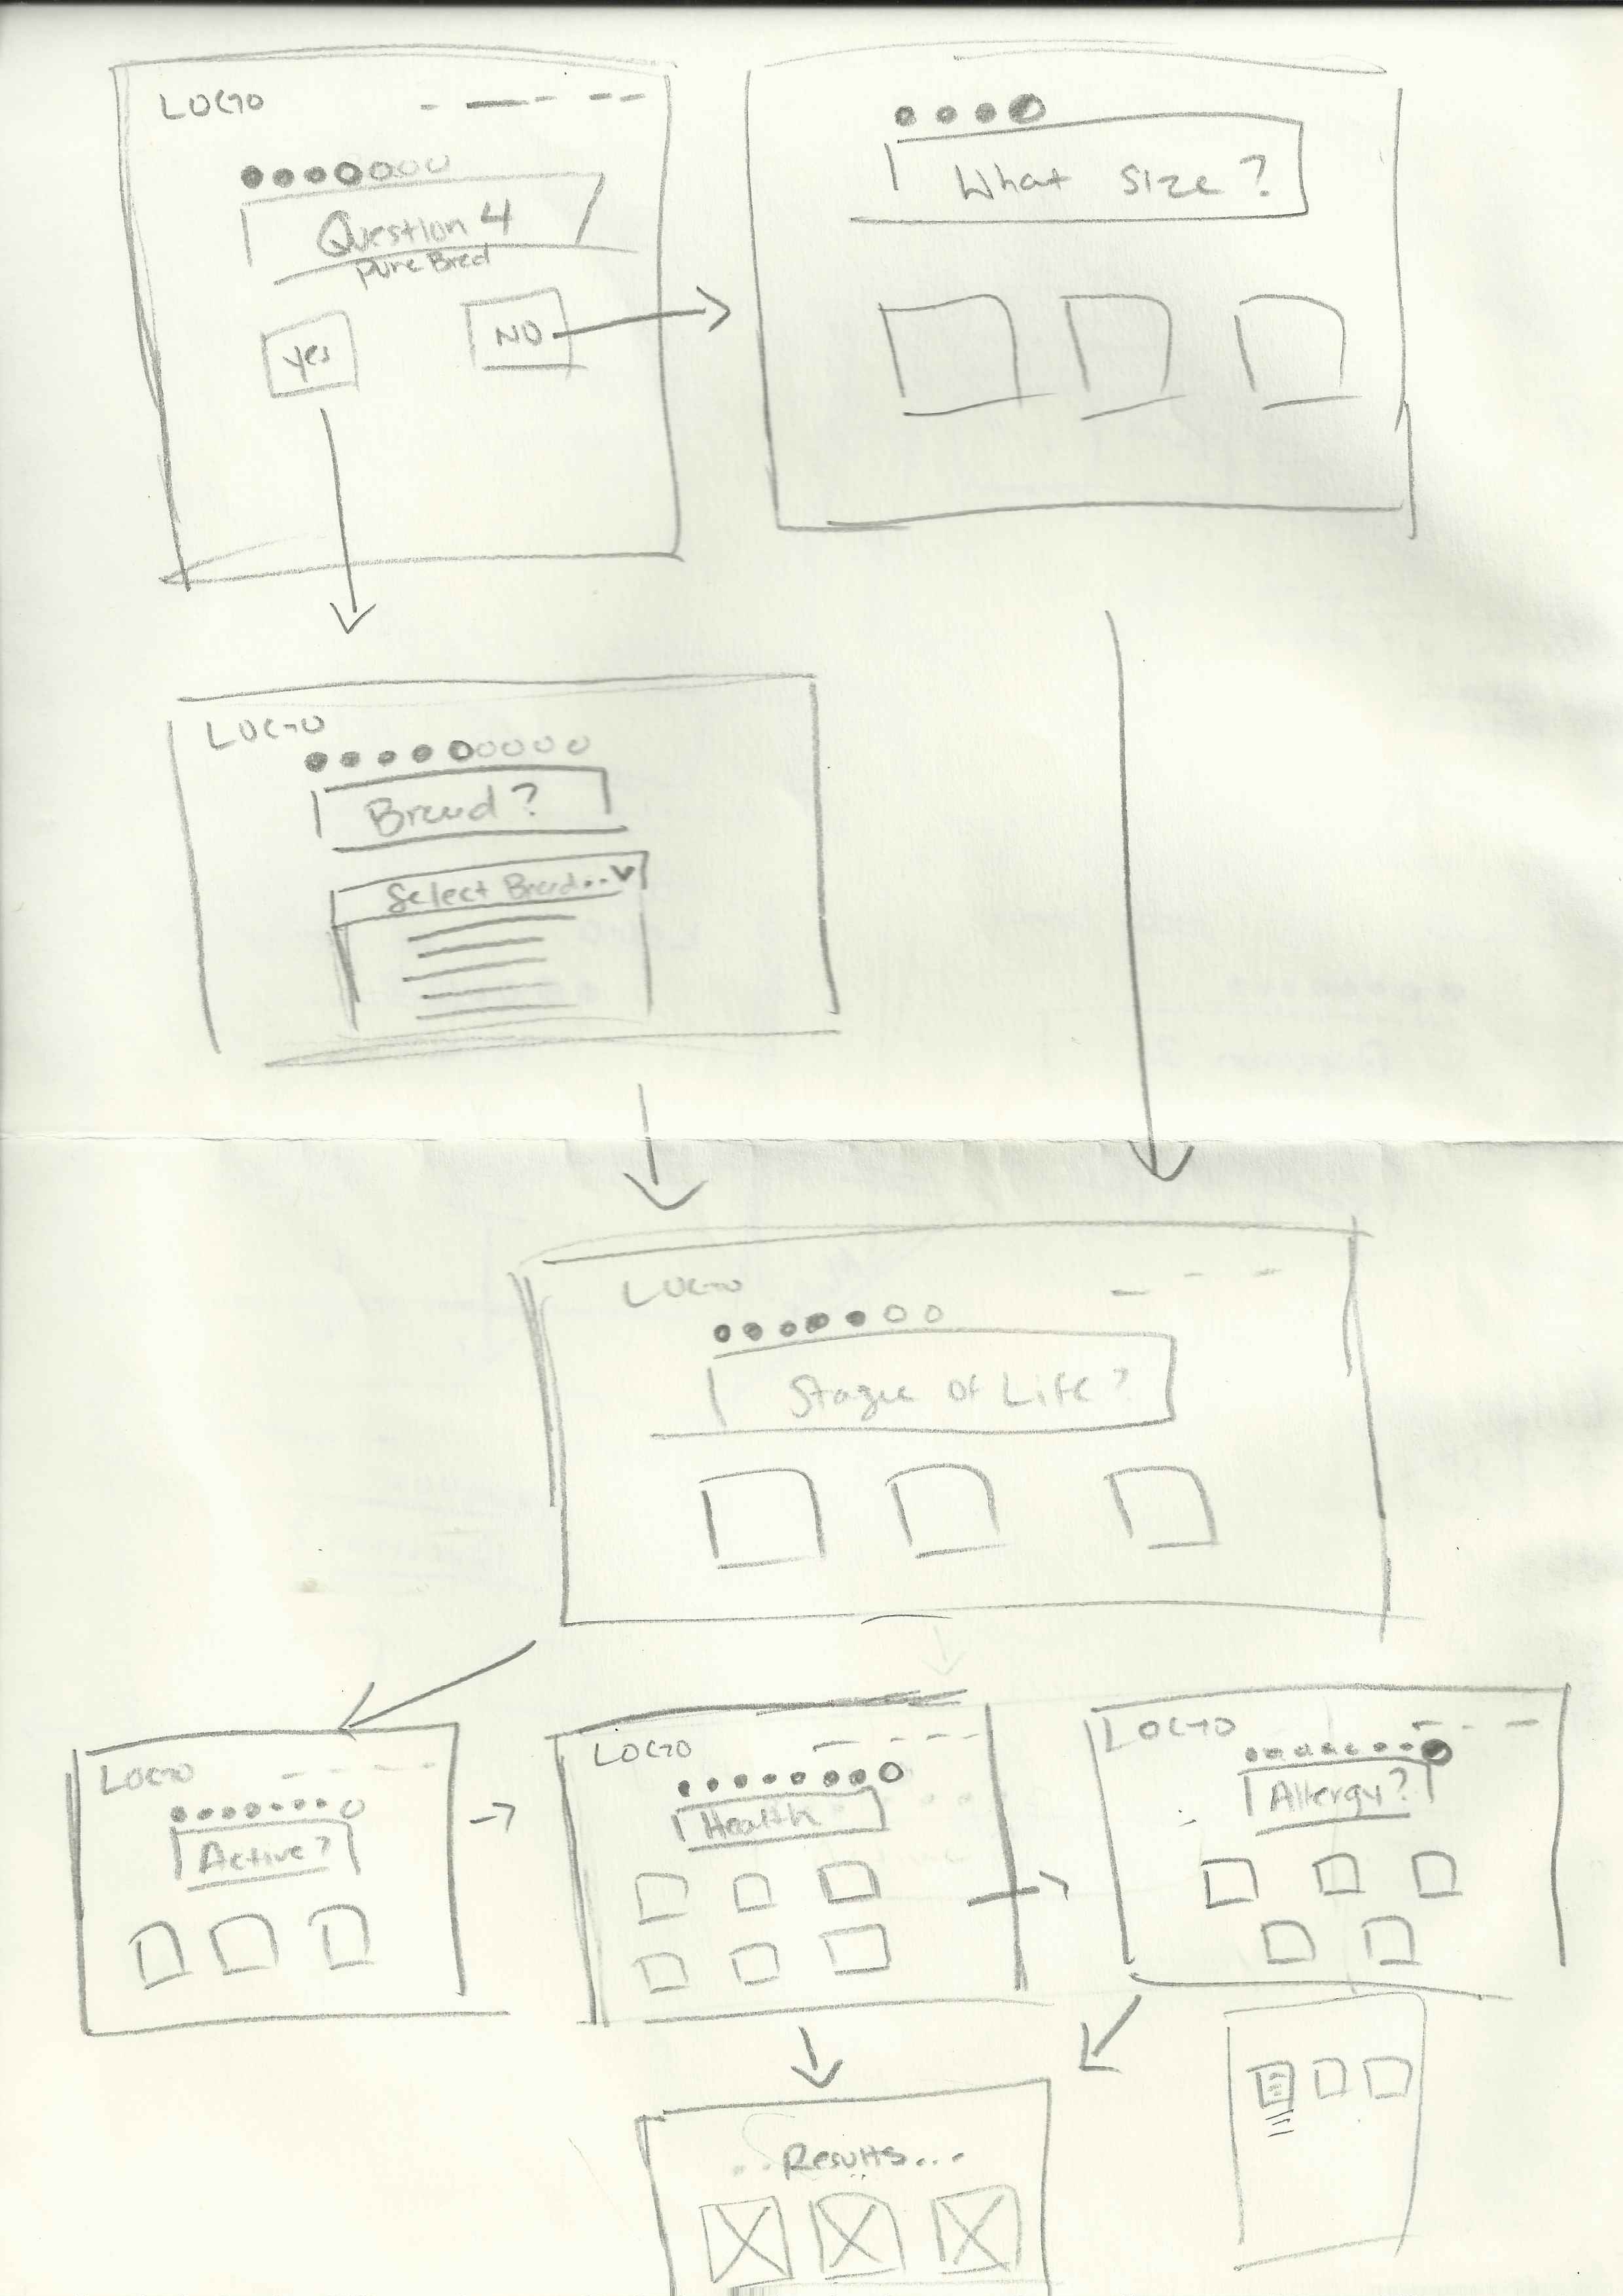 LOGO
Question 4
pure Bred
Yes
NO
What Size?
LOGO
Breed?
Select Breed..
LOGO
Stage of Life?
LOGO
Active?
LOGO
Health
LOGO
Allergy?
Results...